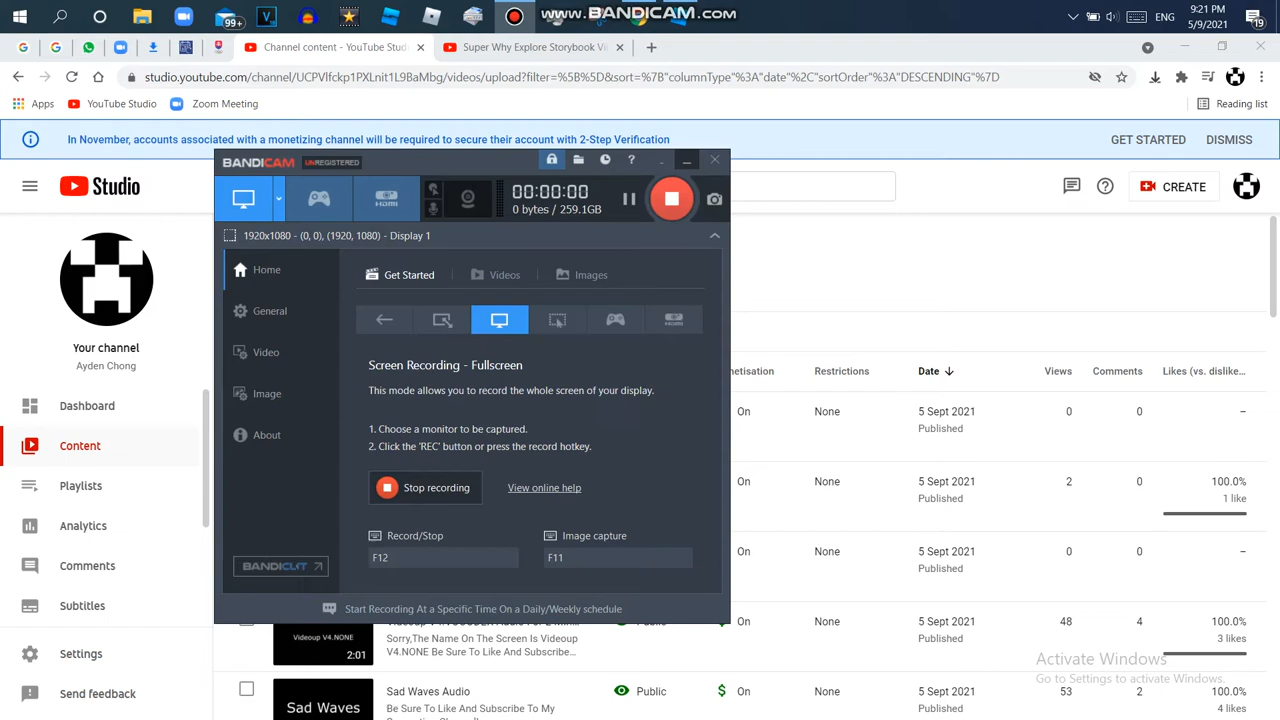 99+
www.BANDICAM.com
ENG
9:21 PM
5/9/2021
19
Channel content - YouTube Studi
Super Why Explore Storybook Vi
studio.youtube.com/channel/UCPVlfckp1PXLnit1L9BaMbg/videos/upload?filter=%5B%5D&sort=%7B"columnType"%3A"date"%2C"sortOrder"%3A"DESCENDING"%7D
Apps
YouTube Studio
Zoom Meeting
Reading list
In November, accounts associated with a monetizing channel will be required to secure their account with 2-Step Verification
GET STARTED
DISMISS
Studio
CREATE
BANDICAM
UNREGISTERED
HDMI
00:00:00
0 bytes / 259.1GB
1920x1080 - (0, 0), (1920, 1080) - Display 1
Home
General
Video
Image
About
BANDICUT
Get Started
Videos
Images
HDMI
Screen Recording - Fullscreen
This mode allows you to record the whole screen of your display.
1. Choose a monitor to be captured.
2. Click the 'REC' button or press the record hotkey.
Stop recording
View online help
Record/Stop
Image capture
F12
F11
Start Recording At a Specific Time On a Daily/Weekly schedule
Your channel
Ayden Chong
Dashboard
Content
Playlists
Analytics
Comments
Subtitles
Settings
Send feedback
netisation
Restrictions
Date
Views
Comments
Likes (vs. dislike...
On
None
5 Sept 2021
Published
0
0
–
On
None
5 Sept 2021
Published
2
0
100.0%
1 like
On
None
5 Sept 2021
Published
0
0
–
Videoup V4.NONE
2:01
Sorry,The Name On The Screen Is Videoup
V4.NONE Be Sure To Like And Subscribe...
Public
On
None
5 Sept 2021
Published
48
4
100.0%
3 likes
Sad Waves
Sad Waves Audio
Be Sure To Like And Subscribe To My
Public
On
None
5 Sept 2021
Published
53
2
100.0%
4 likes
Activate Windows
Go to Settings to activate Windows.